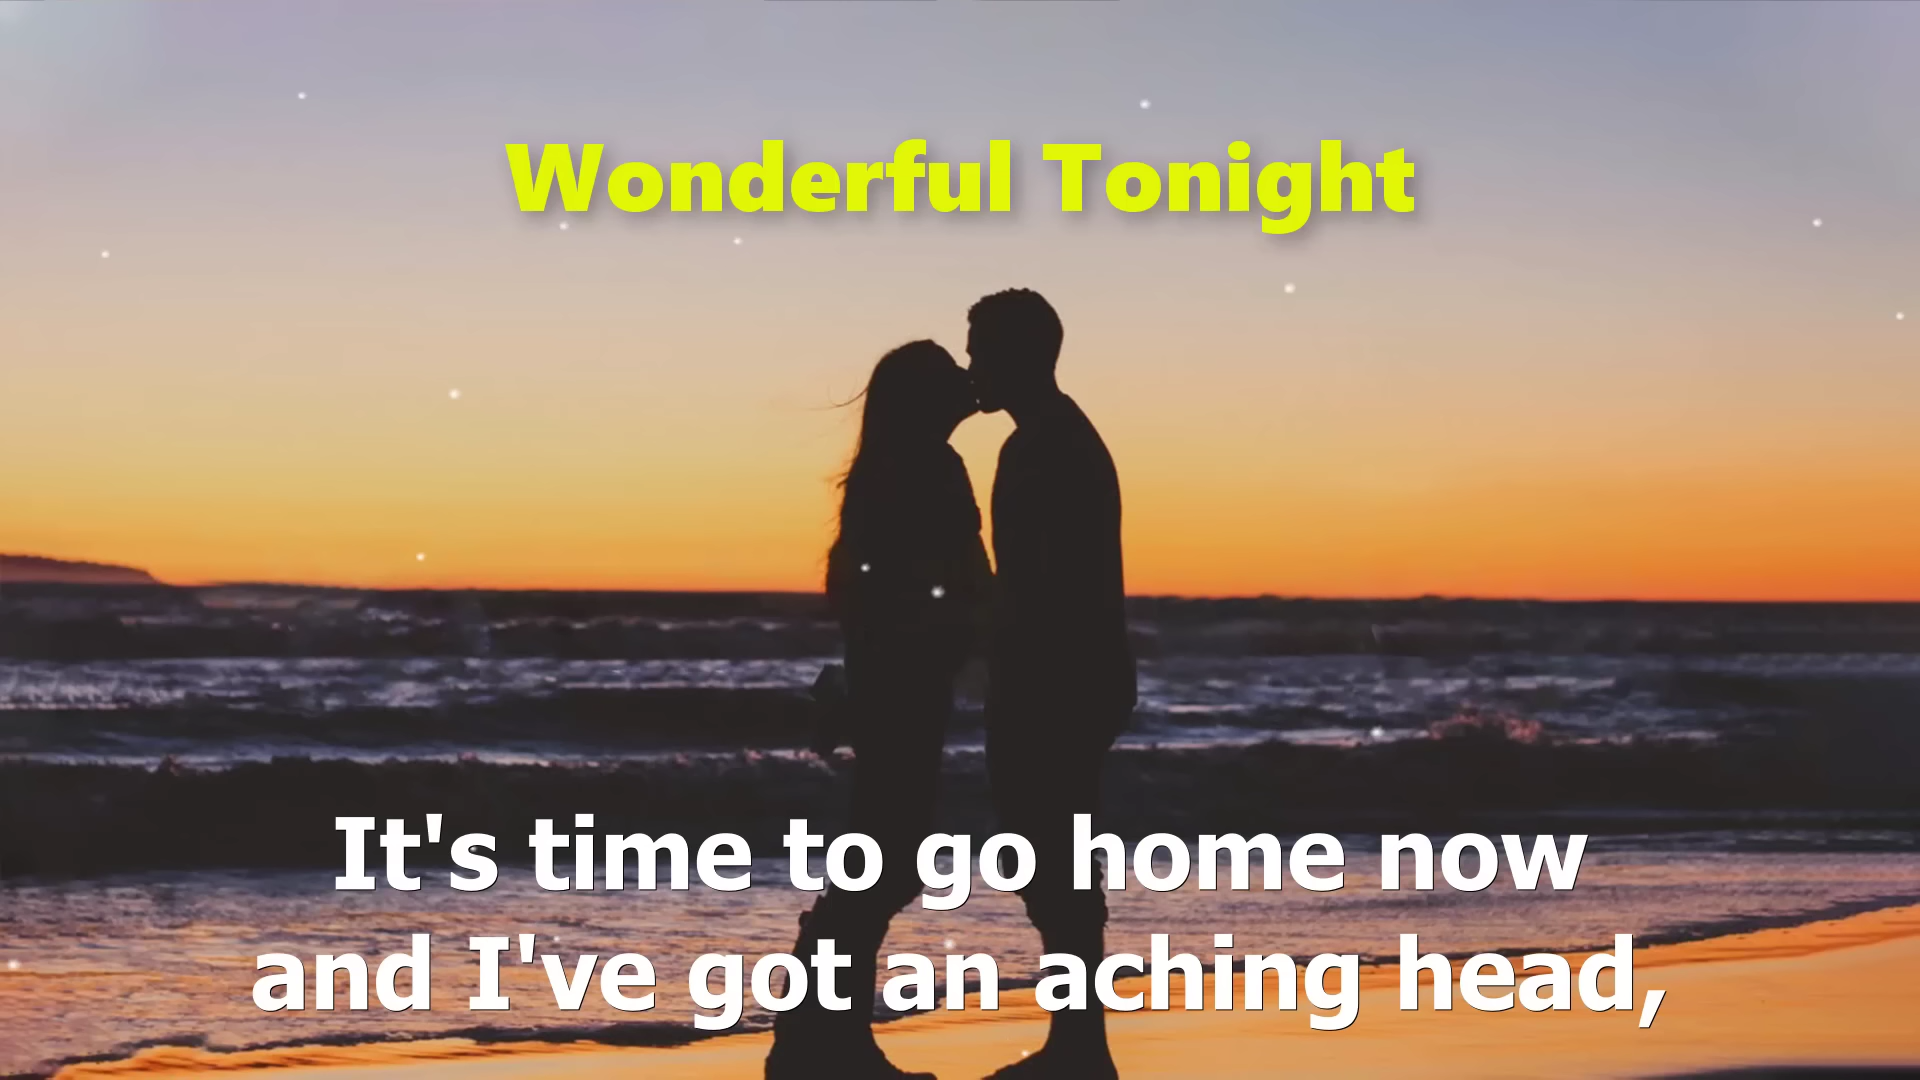 Wonderful Tonight
It's time to go home now
and I've got an aching head,